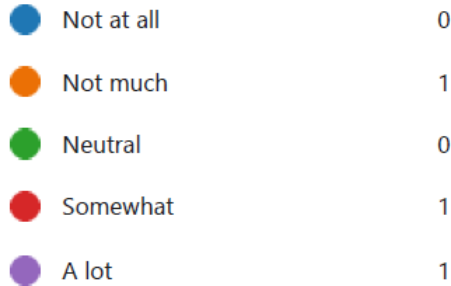 Not at all 0
Not much 1
Neutral 0
Somewhat 1
A lot 1